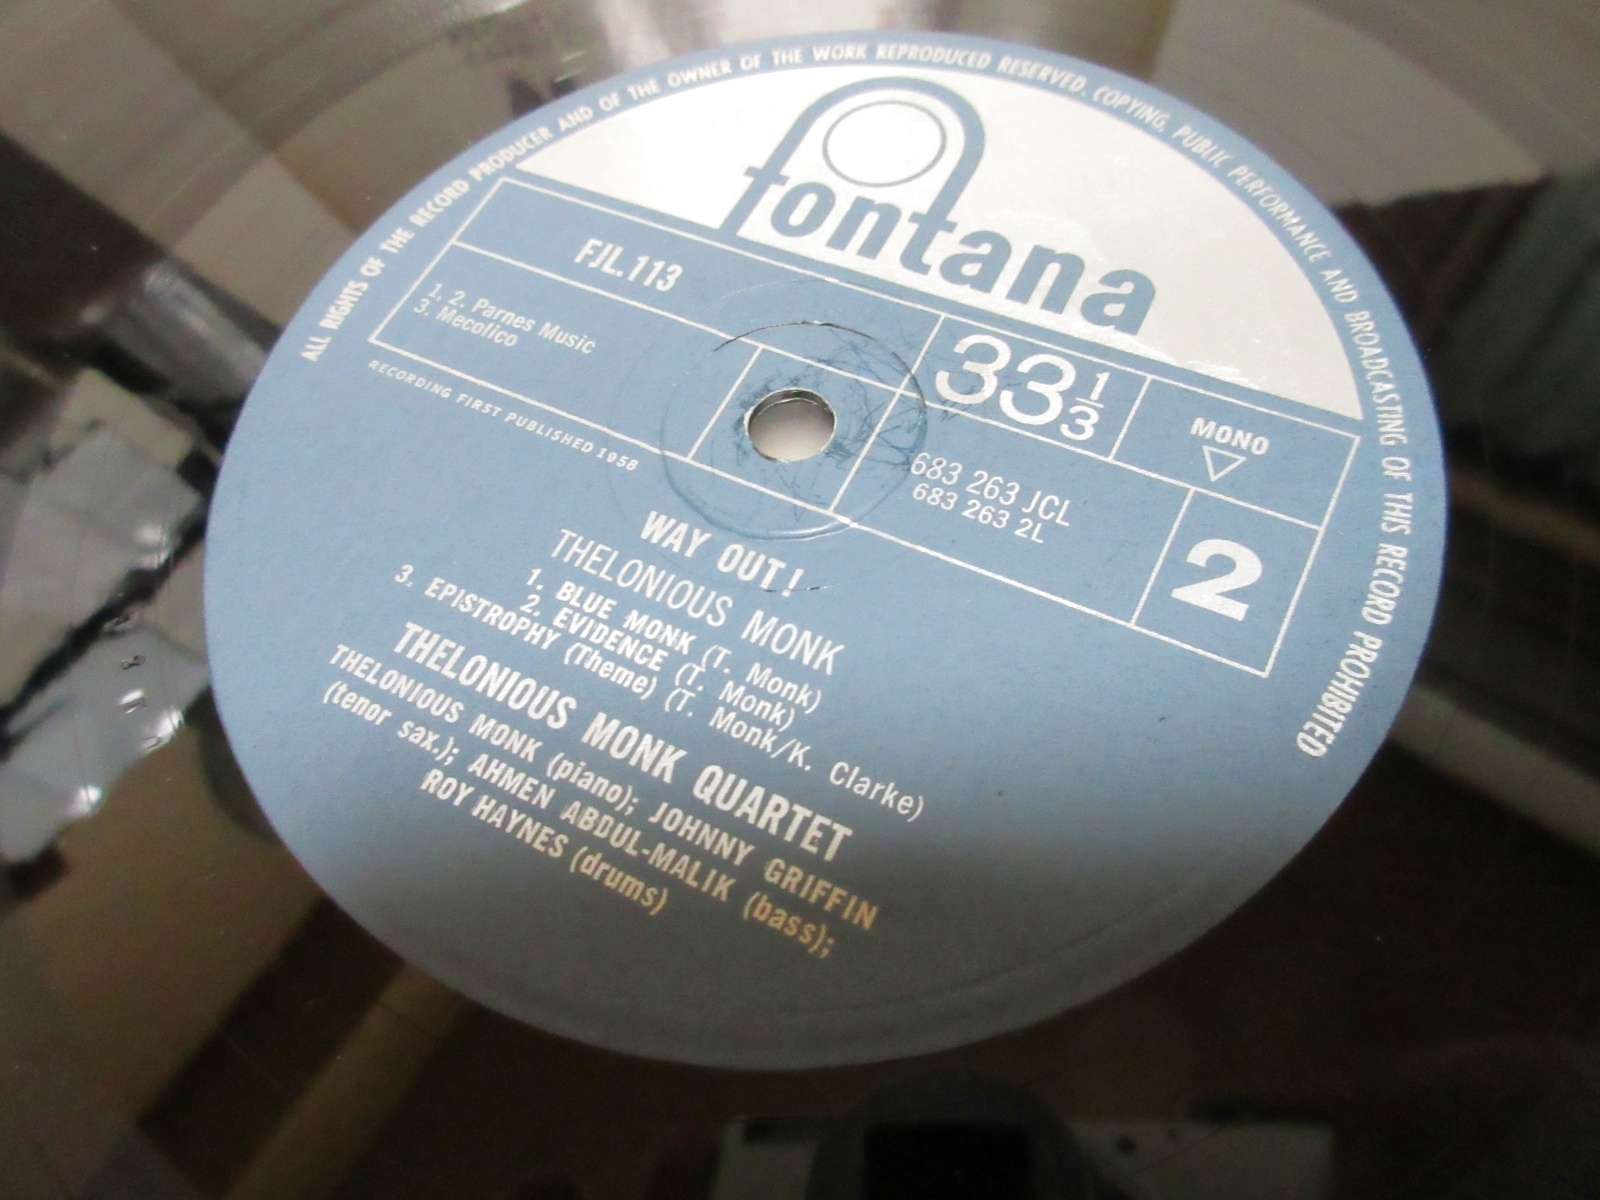 ALL RIGHTS OF THE RECORD PRODUCER AND OF THE OWNER OF THE WORK REPRODUCED RESERVED. COPYING, PUBLIC PERFORMANCE AND BROADCASTING OF THIS RECORD PROHIBITED
fontana
FJL.113
33 1/3
MONO
1, 2. Parnes Music
3. Mecolico
683 263 JCL
683 263 2L
2
RECORDING FIRST PUBLISHED 1958
WAY OUT!
THELONIOUS MONK
1. BLUE MONK (T. Monk)
2. EVIDENCE (T. Monk)
3. EPISTROPHY (Theme) (T. Monk/K. Clarke)
THELONIOUS MONK QUARTET
THELONIOUS MONK (piano); JOHNNY GRIFFIN
(tenor sax.); AHMEN ABDUL-MALIK (bass);
ROY HAYNES (drums)